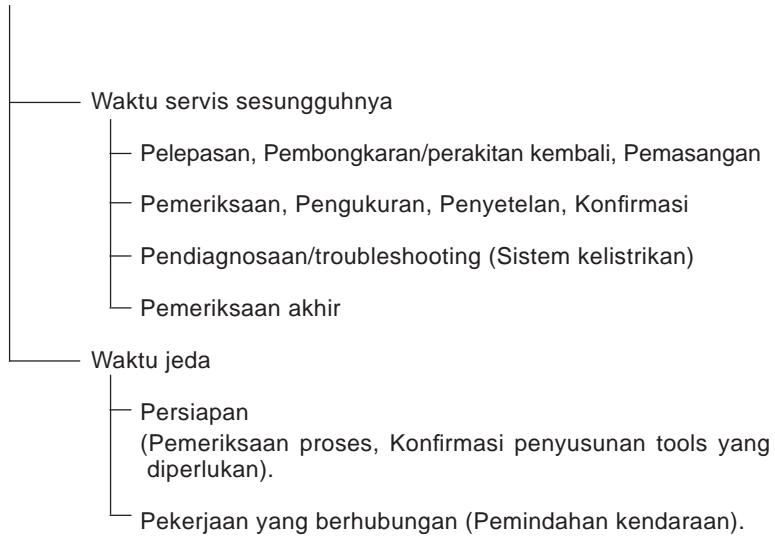 Waktu servis sesungguhnya
Pelepasan, Pembongkaran/perakitan kembali, Pemasangan
Pemeriksaan, Pengukuran, Penyetelan, Konfirmasi
Pendiagnosaan/troubleshooting (Sistem kelistrikan)
Pemeriksaan akhir
Waktu jeda
Persiapan
(Pemeriksaan proses, Konfirmasi penyusunan tools yang
diperlukan).
Pekerjaan yang berhubungan (Pemindahan kendaraan).